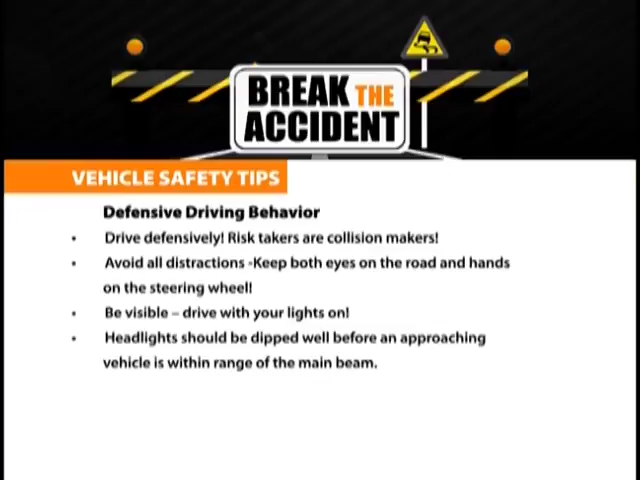 BREAK THE
ACCIDENT
VEHICLE SAFETY TIPS
Defensive Driving Behavior
• Drive defensively! Risk takers are collision makers!
• Avoid all distractions -Keep both eyes on the road and hands
on the steering wheel!
• Be visible – drive with your lights on!
• Headlights should be dipped well before an approaching
vehicle is within range of the main beam.